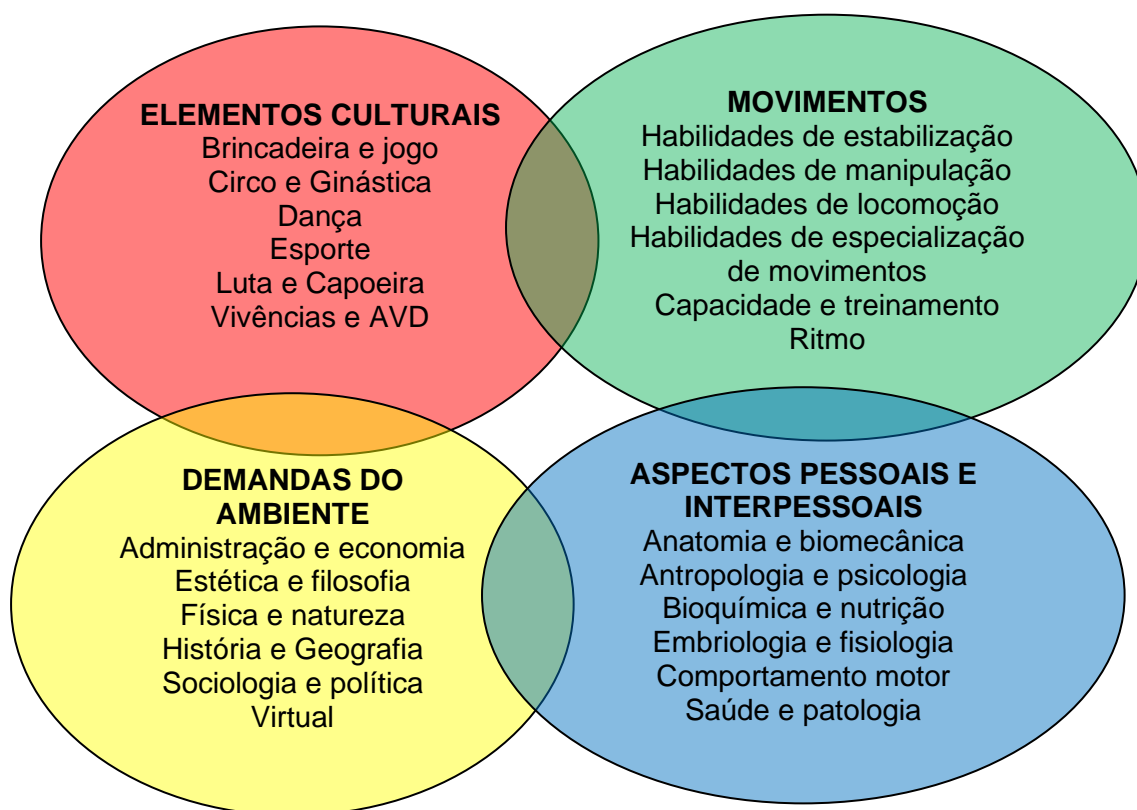 ELEMENTOS CULTURAIS
Brincadeira e jogo
Circo e Ginástica
Dança
Esporte
Luta e Capoeira
Vivências e AVD
MOVIMENTOS
Habilidades de estabilização
Habilidades de manipulação
Habilidades de locomoção
Habilidades de especialização
de movimentos
Capacidade e treinamento
Ritmo
DEMANDAS DO
AMBIENTE
Administração e economia
Estética e filosofia
Física e natureza
História e Geografia
Sociologia e política
Virtual
ASPECTOS PESSOAIS E
INTERPESSOAIS
Anatomia e biomecânica
Antropologia e psicologia
Bioquímica e nutrição
Embriologia e fisiologia
Comportamento motor
Saúde e patologia